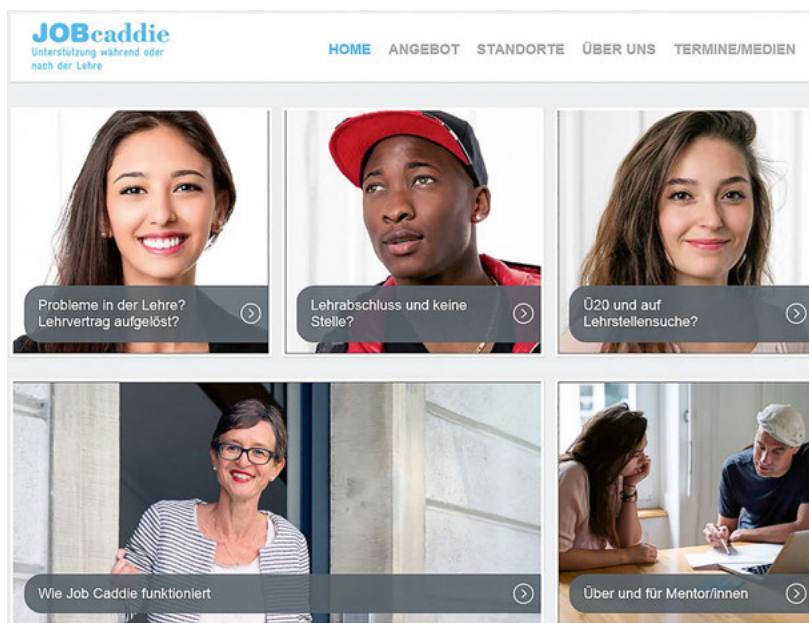 JOBcaddie
Unterstützung während oder
nach der Lehre
HOME ANGEBOT STANDORTE ÜBER UNS TERMINE/MEDIEN
Probleme in der Lehre?
Lehrvertrag aufgelöst?
Lehrabschluss und keine
Stelle?
Ü20 und auf
Lehrstellensuche?
Wie Job Caddie funktioniert
Über und für Mentor/innen